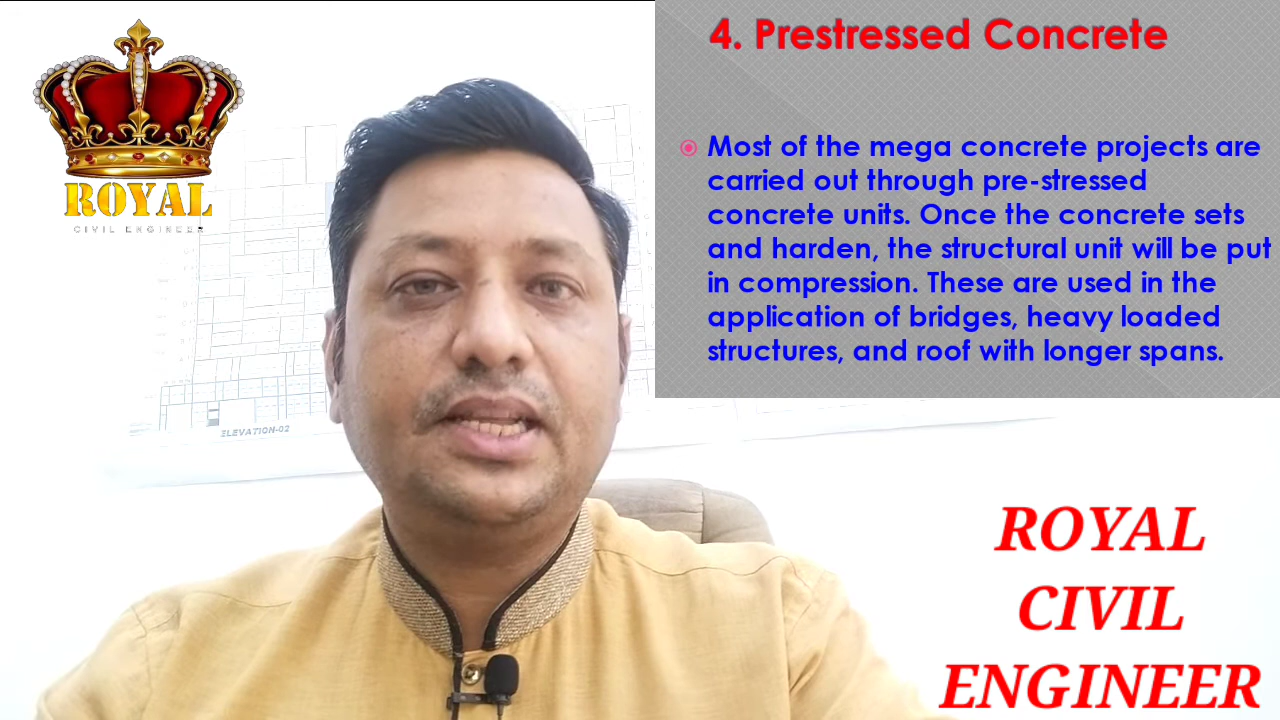 4. Prestressed Concrete
Most of the mega concrete projects are
carried out through pre-stressed
concrete units. Once the concrete sets
and harden, the structural unit will be put
in compression. These are used in the
application of bridges, heavy loaded
structures, and roof with longer spans.
ROYAL
CIVIL ENGINEER
ELEVATION-02
ROYAL
CIVIL
ENGINEER